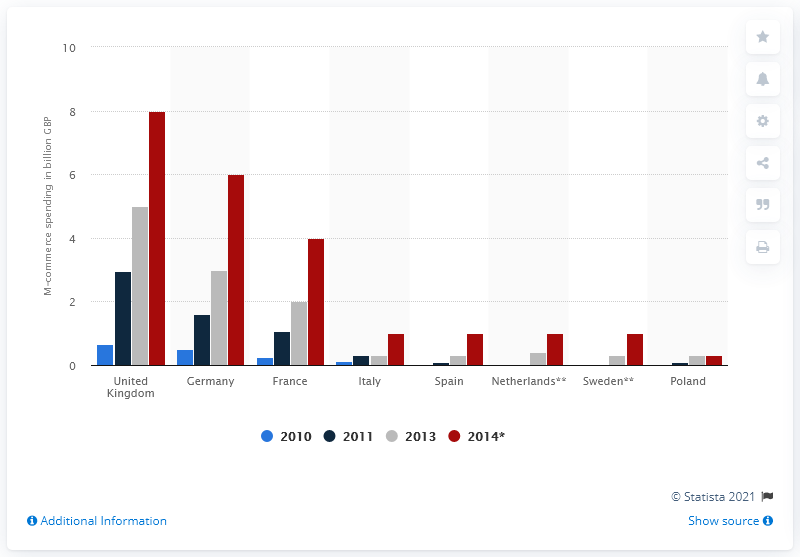 M-commerce spending in billion GBP
10
8
6
4
2
0
United Kingdom
Germany
France
Italy
Spain
Netherlands**
Sweden**
Poland
2010
2011
2013
2014*
© Statista 2021
Additional Information
Show source